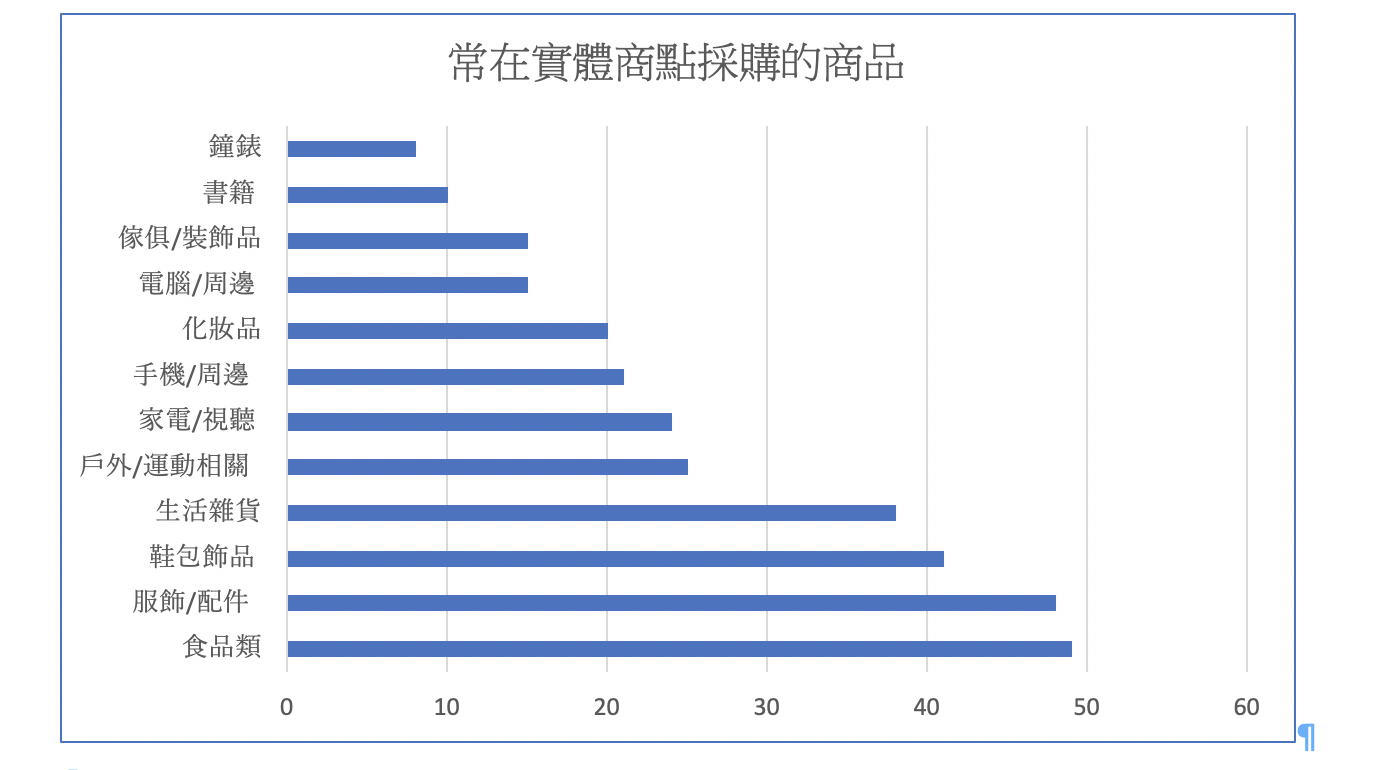 常在實體商點採購的商品
鐘錶
書籍
傢俱/裝飾品
電腦/周邊
化妝品
手機/周邊
家電/視聽
戶外/運動相關
生活雜貨
鞋包飾品
服飾/配件
食品類
0 10 20 30 40 50 60
¶